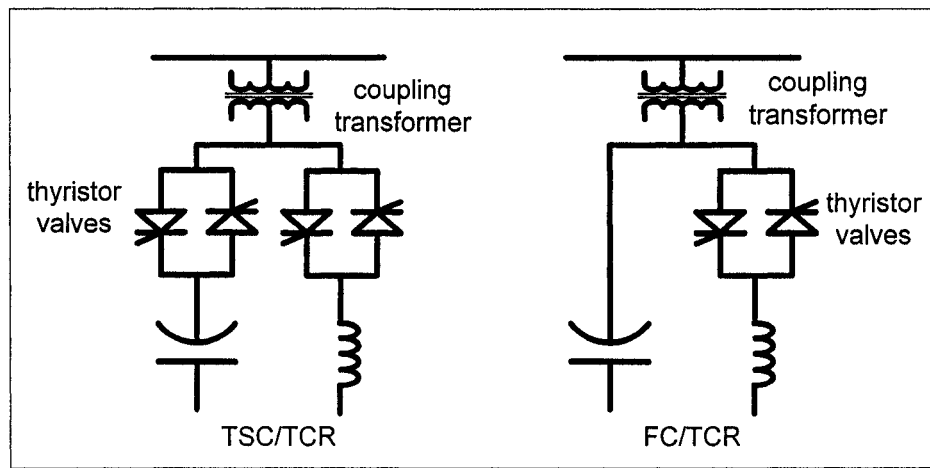 coupling
transformer
thyristor
valves
TSC/TCR
coupling
transformer
thyristor
valves
FC/TCR